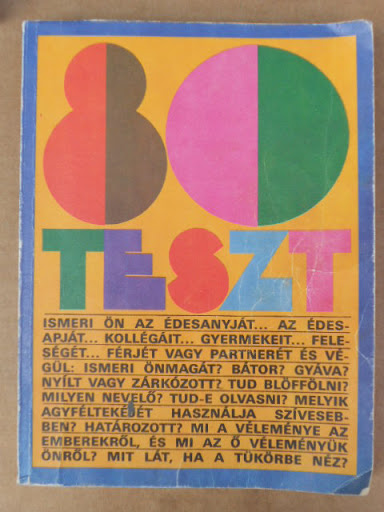 80
TESZT
ISMERI ÖN AZ ÉDESANYJÁT... AZ ÉDES-
APJÁT... KOLLÉGÁIT... GYERMEKEIT... FELE-
SÉGÉT... FÉRJÉT VAGY PARTNERÉT ÉS VÉ-
GÜL: ISMERI ÖNMAGÁT? BÁTOR? GYÁVA?
NYÍLT VAGY ZÁRKÓZOTT? TUD BLÖFFÖLNI?
MILYEN NEVELŐ? TUD-E OLVASNI? MELYIK
AGYFÉLTEKÉJÉT HASZNÁLJA SZÍVESEB-
BEN? HATÁROZOTT? MI A VÉLEMÉNYE AZ
EMBEREKRŐL, ÉS MI AZ Ő VÉLEMÉNYÜK
ÖNRŐL? MIT LÁT, HA A TÜKÖRBE NÉZ?